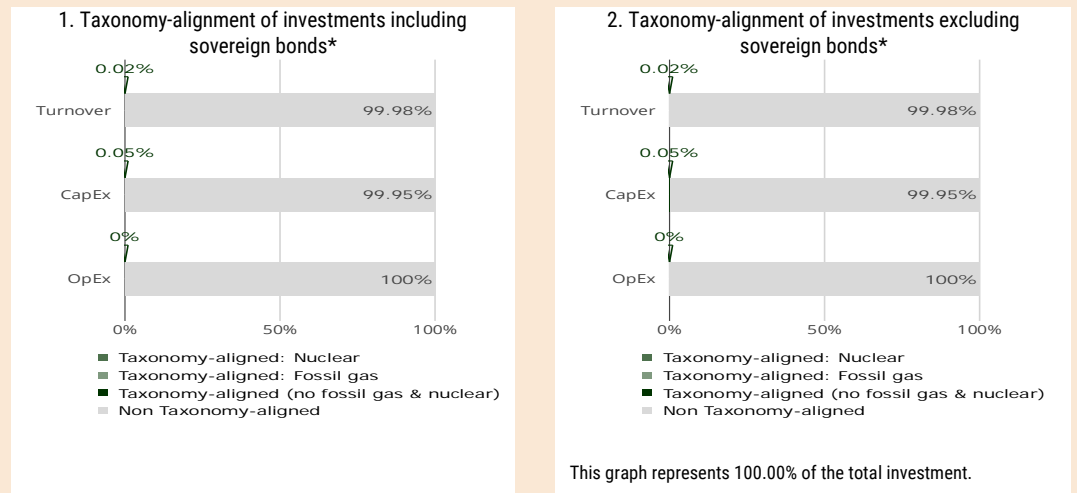 1. Taxonomy-alignment of investments including
sovereign bonds*
0.02%
Turnover
99.98%
0.05%
CapEx
99.95%
0%
OpEx
100%
0%
50%
100%
Taxonomy-aligned: Nuclear
Taxonomy-aligned: Fossil gas
Taxonomy-aligned (no fossil gas & nuclear)
Non Taxonomy-aligned
2. Taxonomy-alignment of investments excluding
sovereign bonds*
0.02%
Turnover
99.98%
0.05%
CapEx
99.95%
0%
OpEx
100%
0%
50%
100%
Taxonomy-aligned: Nuclear
Taxonomy-aligned: Fossil gas
Taxonomy-aligned (no fossil gas & nuclear)
Non Taxonomy-aligned
This graph represents 100.00% of the total investment.